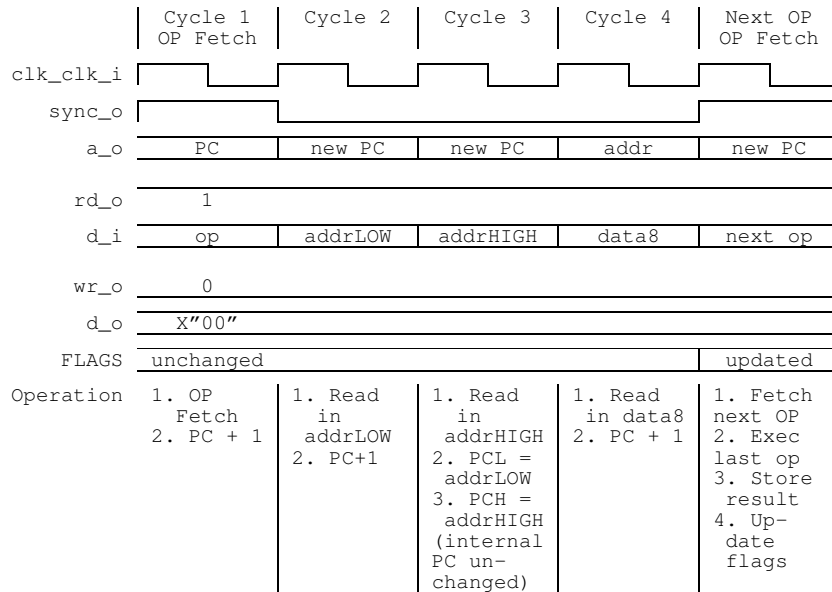 Cycle 1 Cycle 2 Cycle 3 Cycle 4 Next OP
OP Fetch OP Fetch
clk_clk_i
sync_o
a_o PC new PC new PC addr new PC
rd_o 1
d_i op addrLOW addrHIGH data8 next op
wr_o 0
d_o X"00"
FLAGS unchanged updated
Operation 1. OP 1. Read 1. Read 1. Read 1. Fetch
Fetch in in in data8 next OP
2. PC + 1 addrLOW addrHIGH 2. PC + 1 2. Exec
2. PC+1 2. PCL = last op
addrLOW 3. Store
3. PCH = result
addrHIGH 4. Up-
(internal date
PC un- flags
changed)